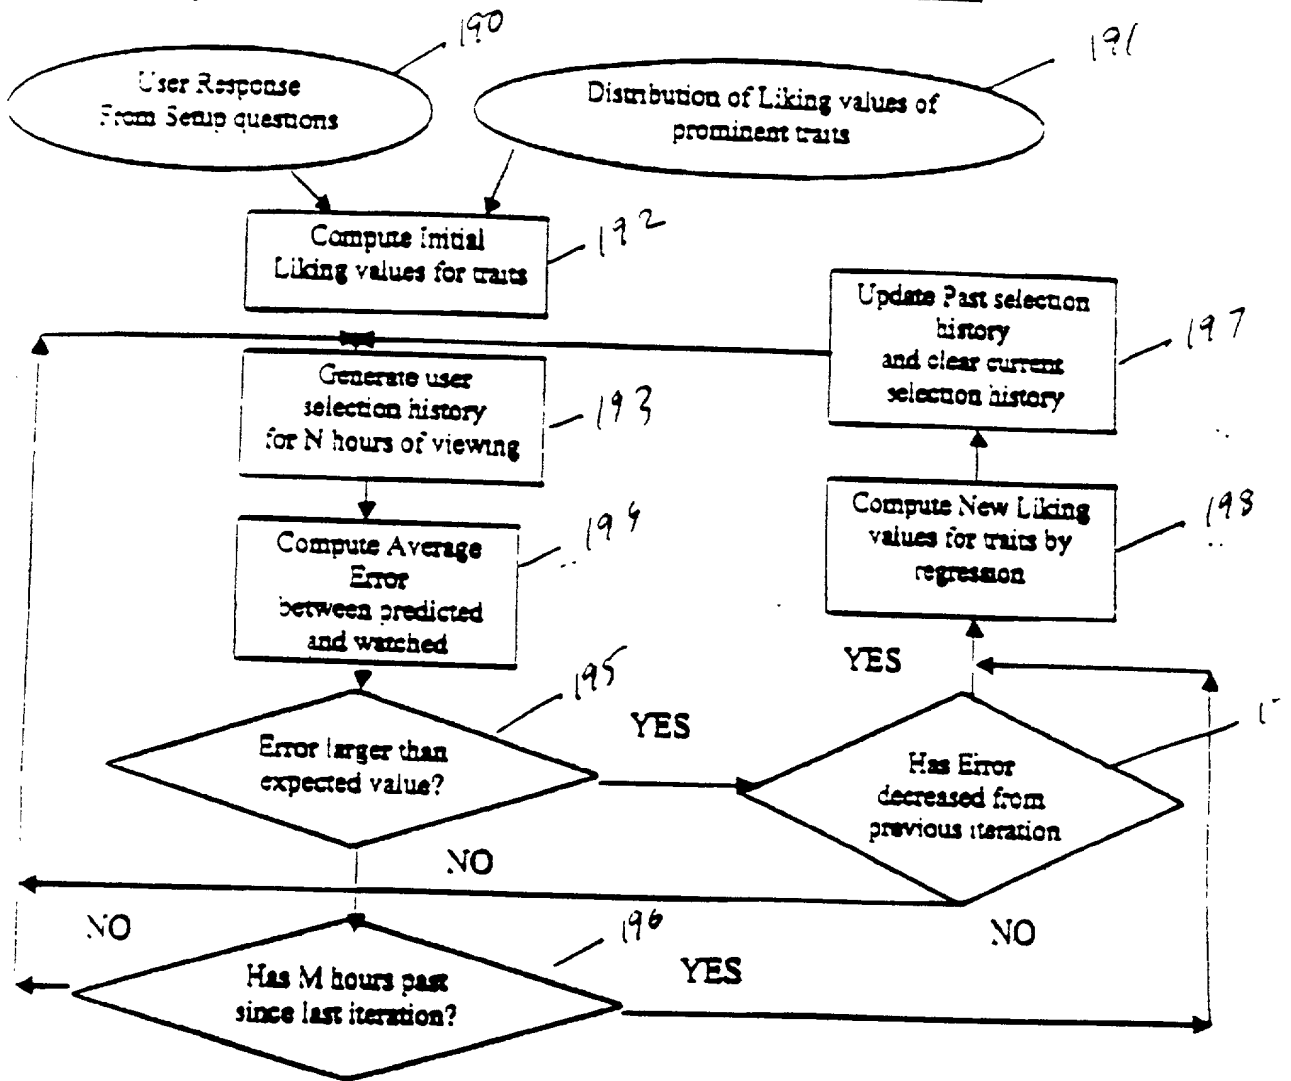 190
191
User Response
From Setup questions
Distribution of Liking values of
prominent traits
192
Compute Initial
Liking values for traits
Update Past selection
history
and clear current
selection history
197
Generate user
selection history
for N hours of viewing
193
Compute New Liking
values for traits by
regression
198
Compute Average
Error
between predicted
and watched
194
YES
195
YES
Error larger than
expected value?
Has Error
decreased from
previous iteration
NO
NO
196
NO
YES
Has M hours past
since last iteration?